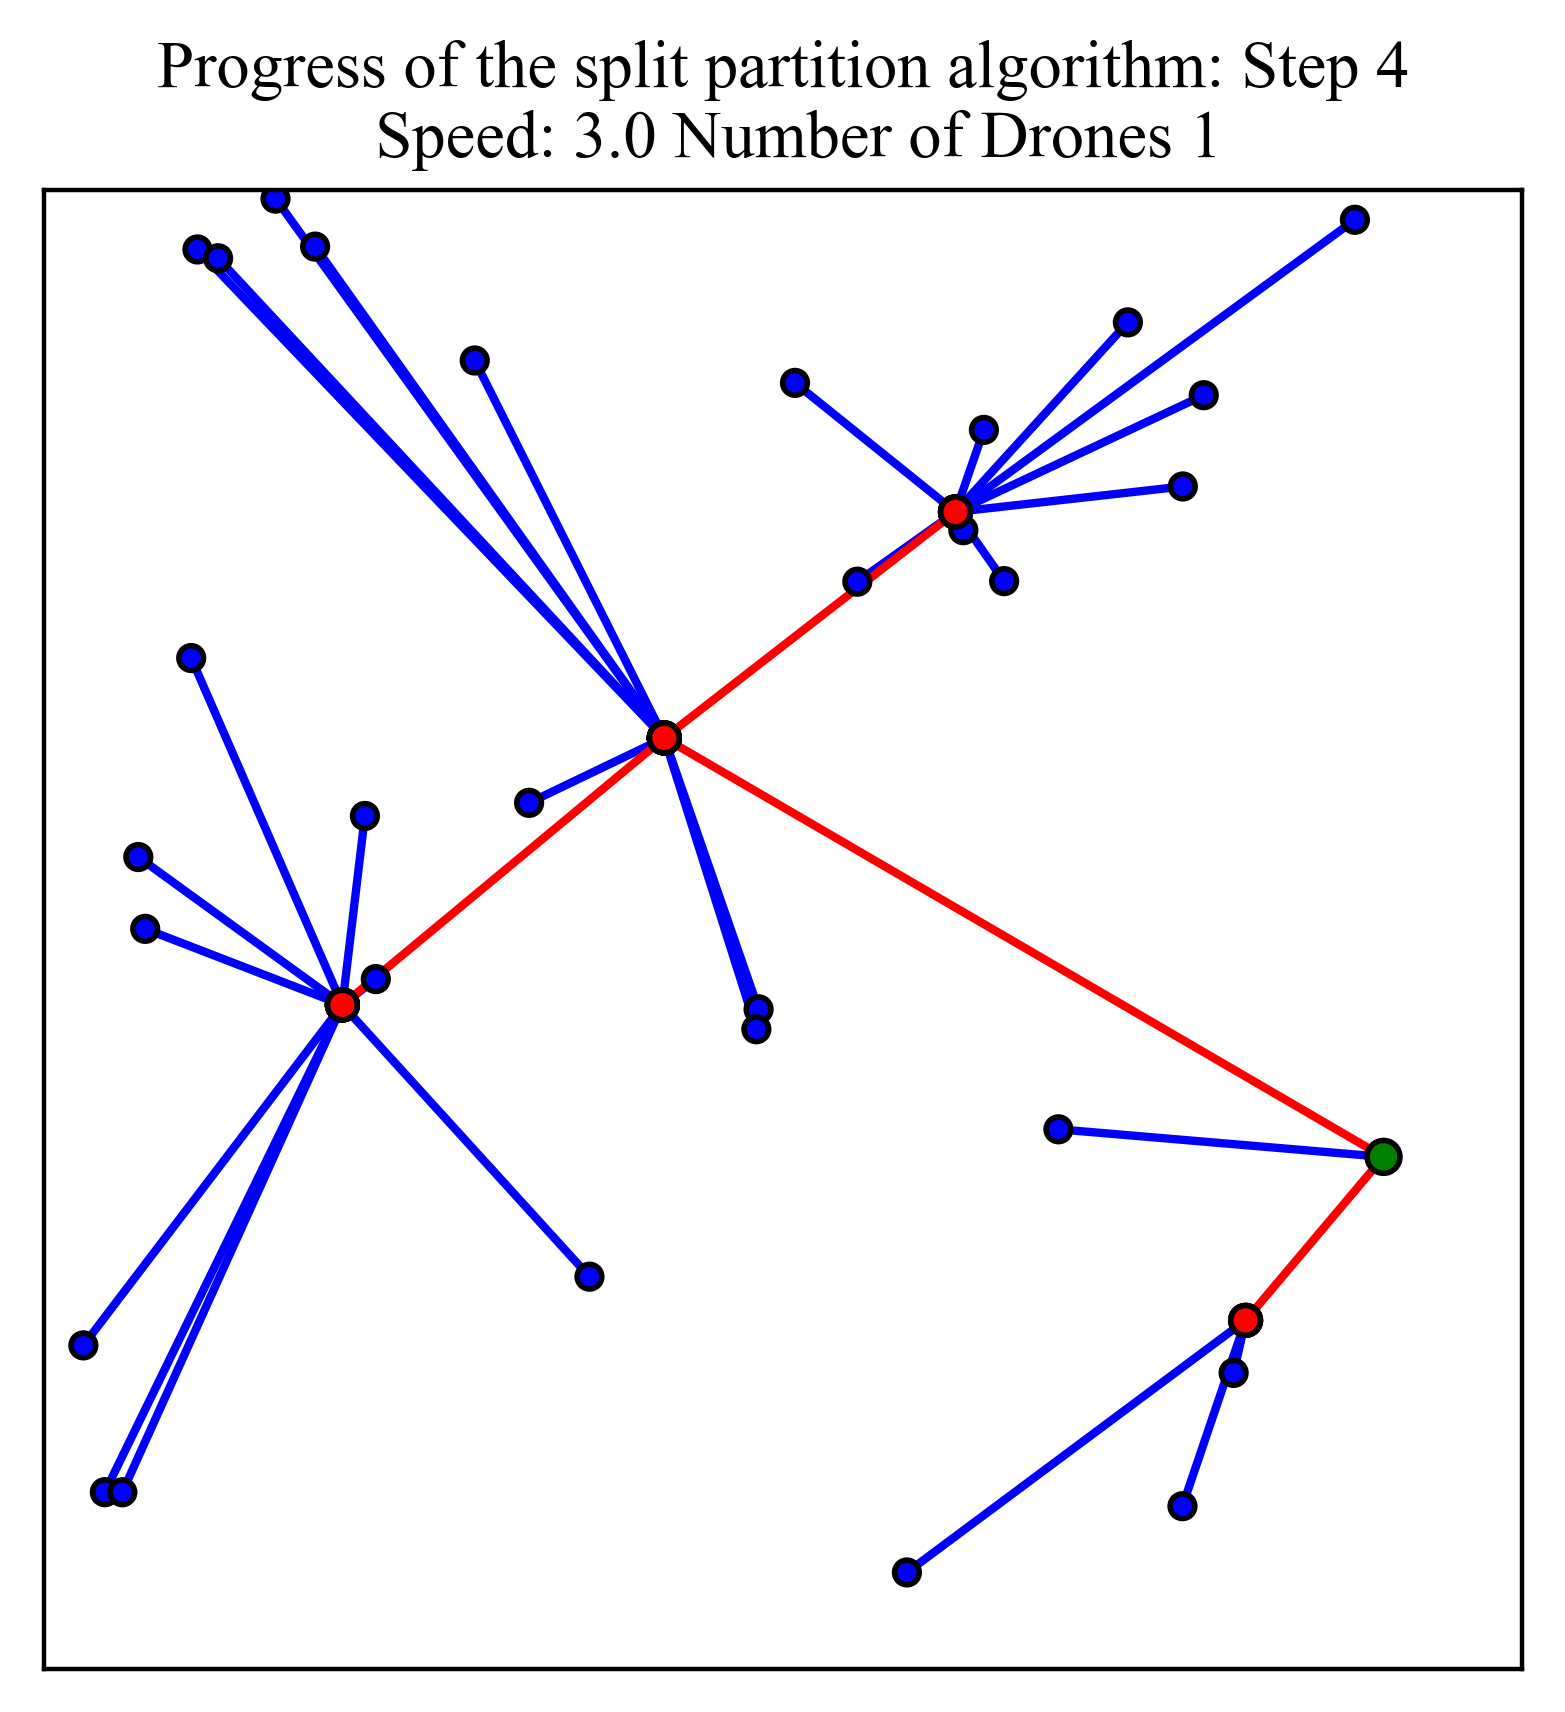 Progress of the split partition algorithm: Step 4
Speed: 3.0 Number of Drones 1